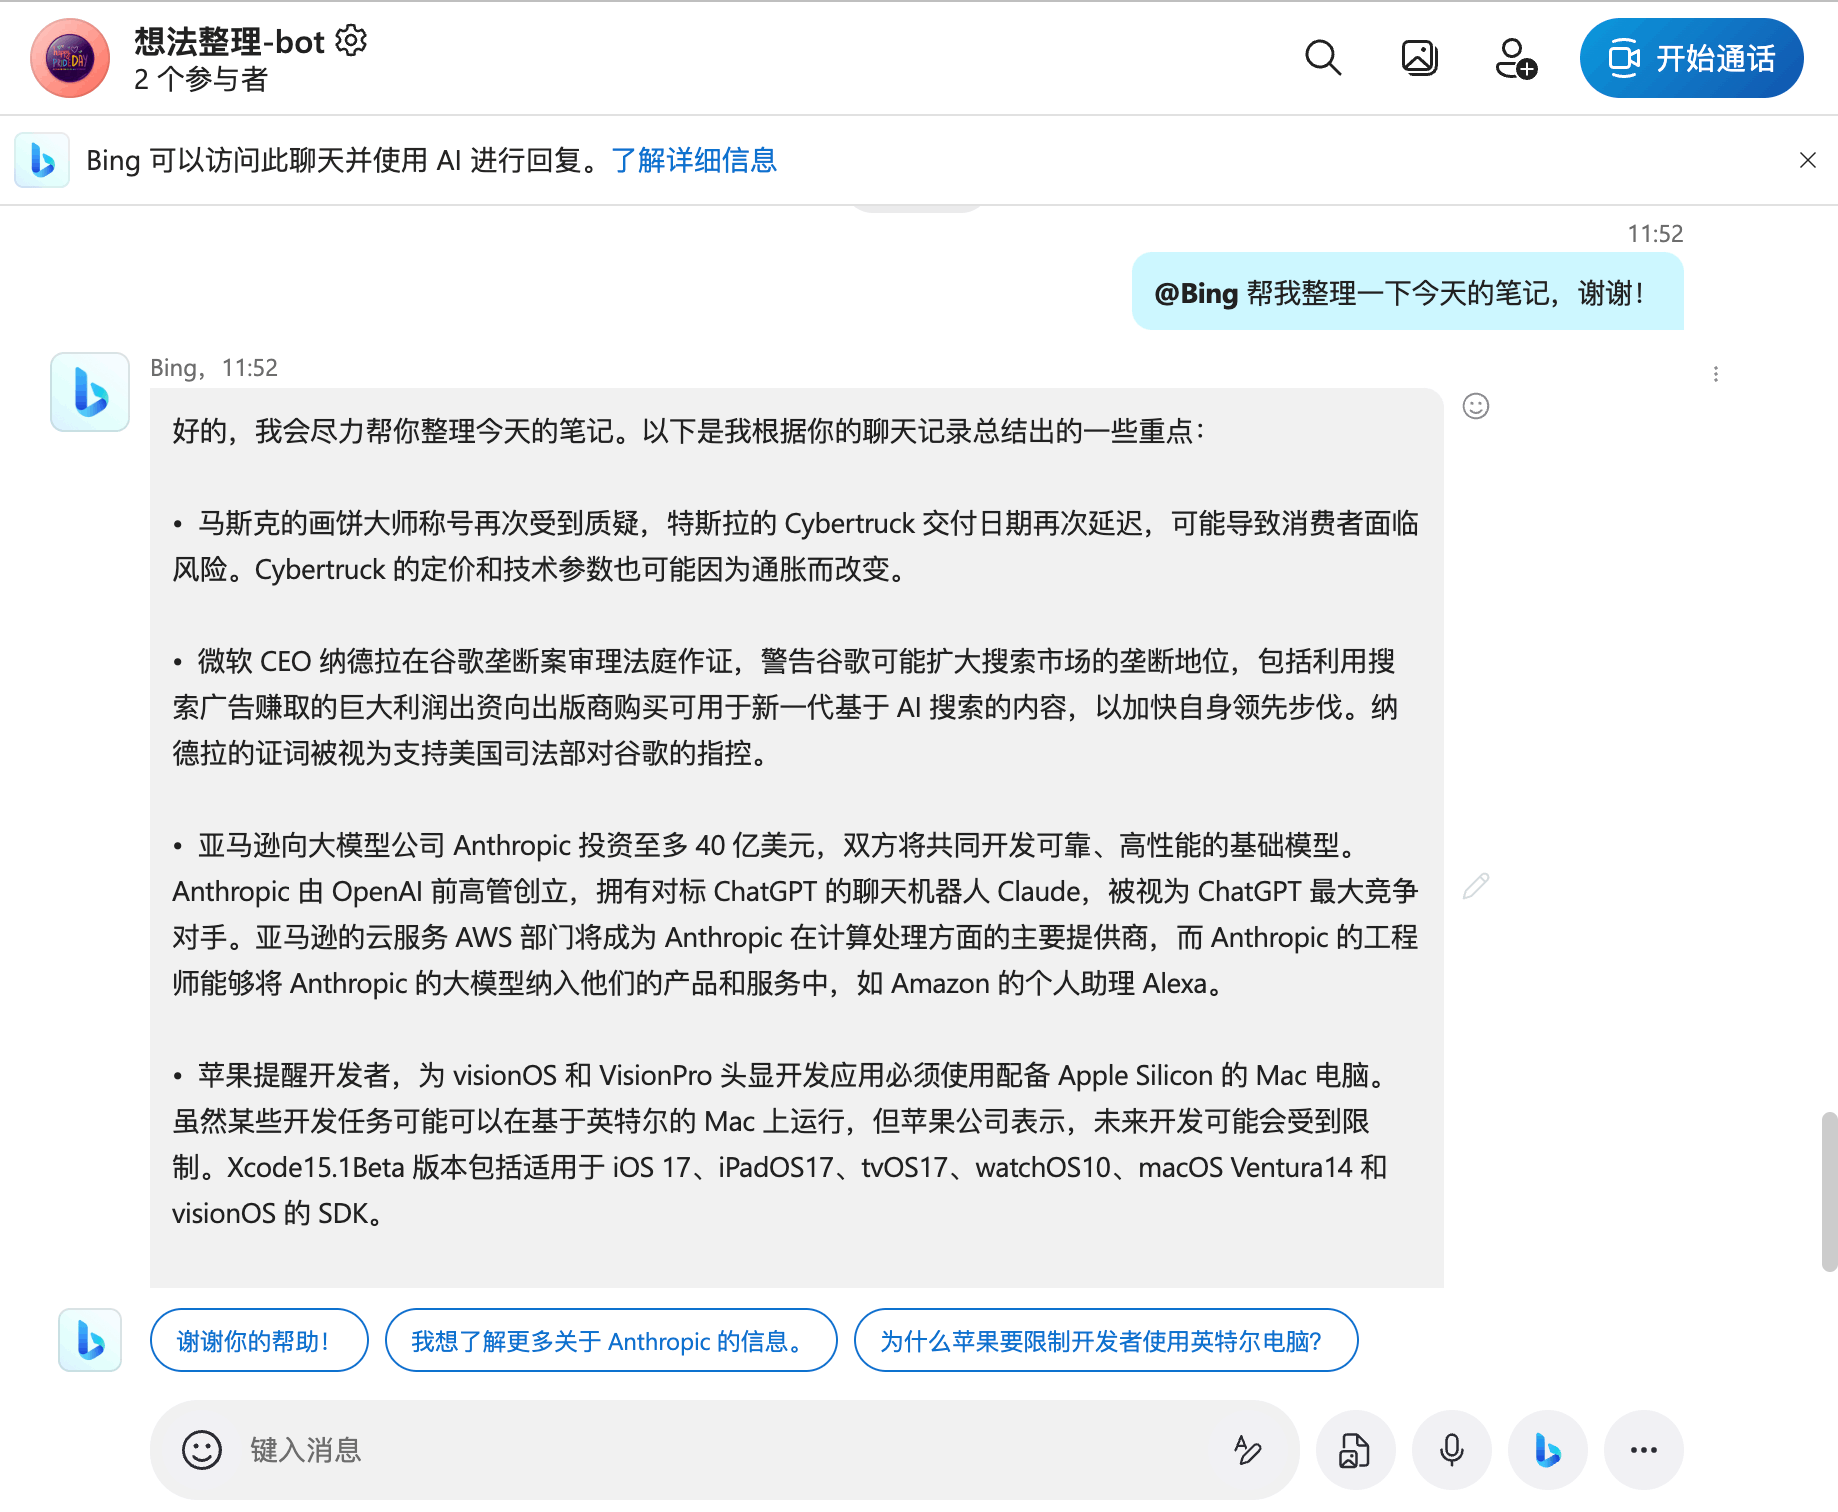 想法整理-bot
2 个参与者
开始通话
Bing 可以访问此聊天并使用 AI 进行回复。了解详细信息
11:52
@Bing 帮我整理一下今天的笔记，谢谢！
Bing，11:52
好的，我会尽力帮你整理今天的笔记。以下是我根据你的聊天记录总结出的一些重点：
• 马斯克的画饼大师称号再次受到质疑，特斯拉的 Cybertruck 交付日期再次延迟，可能导致消费者面临
风险。Cybertruck 的定价和技术参数也可能因为通胀而改变。
• 微软 CEO 纳德拉在谷歌垄断案审理法庭作证，警告谷歌可能扩大搜索市场的垄断地位，包括利用搜
索广告赚取的巨大利润出资向出版商购买可用于新一代基于 AI 搜索的内容，以加快自身领先步伐。纳
德拉的证词被视为支持美国司法部对谷歌的指控。
• 亚马逊向大模型公司 Anthropic 投资至多 40 亿美元，双方将共同开发可靠、高性能的基础模型。
Anthropic 由 OpenAI 前高管创立，拥有对标 ChatGPT 的聊天机器人 Claude，被视为 ChatGPT 最大竞争
对手。亚马逊的云服务 AWS 部门将成为 Anthropic 在计算处理方面的主要提供商，而 Anthropic 的工程
师能够将 Anthropic 的大模型纳入他们的产品和服务中，如 Amazon 的个人助理 Alexa。
• 苹果提醒开发者，为 visionOS 和 VisionPro 头显开发应用必须使用配备 Apple Silicon 的 Mac 电脑。
虽然某些开发任务可能可以在基于英特尔的 Mac 上运行，但苹果公司表示，未来开发可能会受到限
制。Xcode15.1Beta 版本包括适用于 iOS 17、iPadOS17、tvOS17、watchOS10、macOS Ventura14 和
visionOS 的 SDK。
谢谢你的帮助！
我想了解更多关于 Anthropic 的信息。
为什么苹果要限制开发者使用英特尔电脑？
键入消息